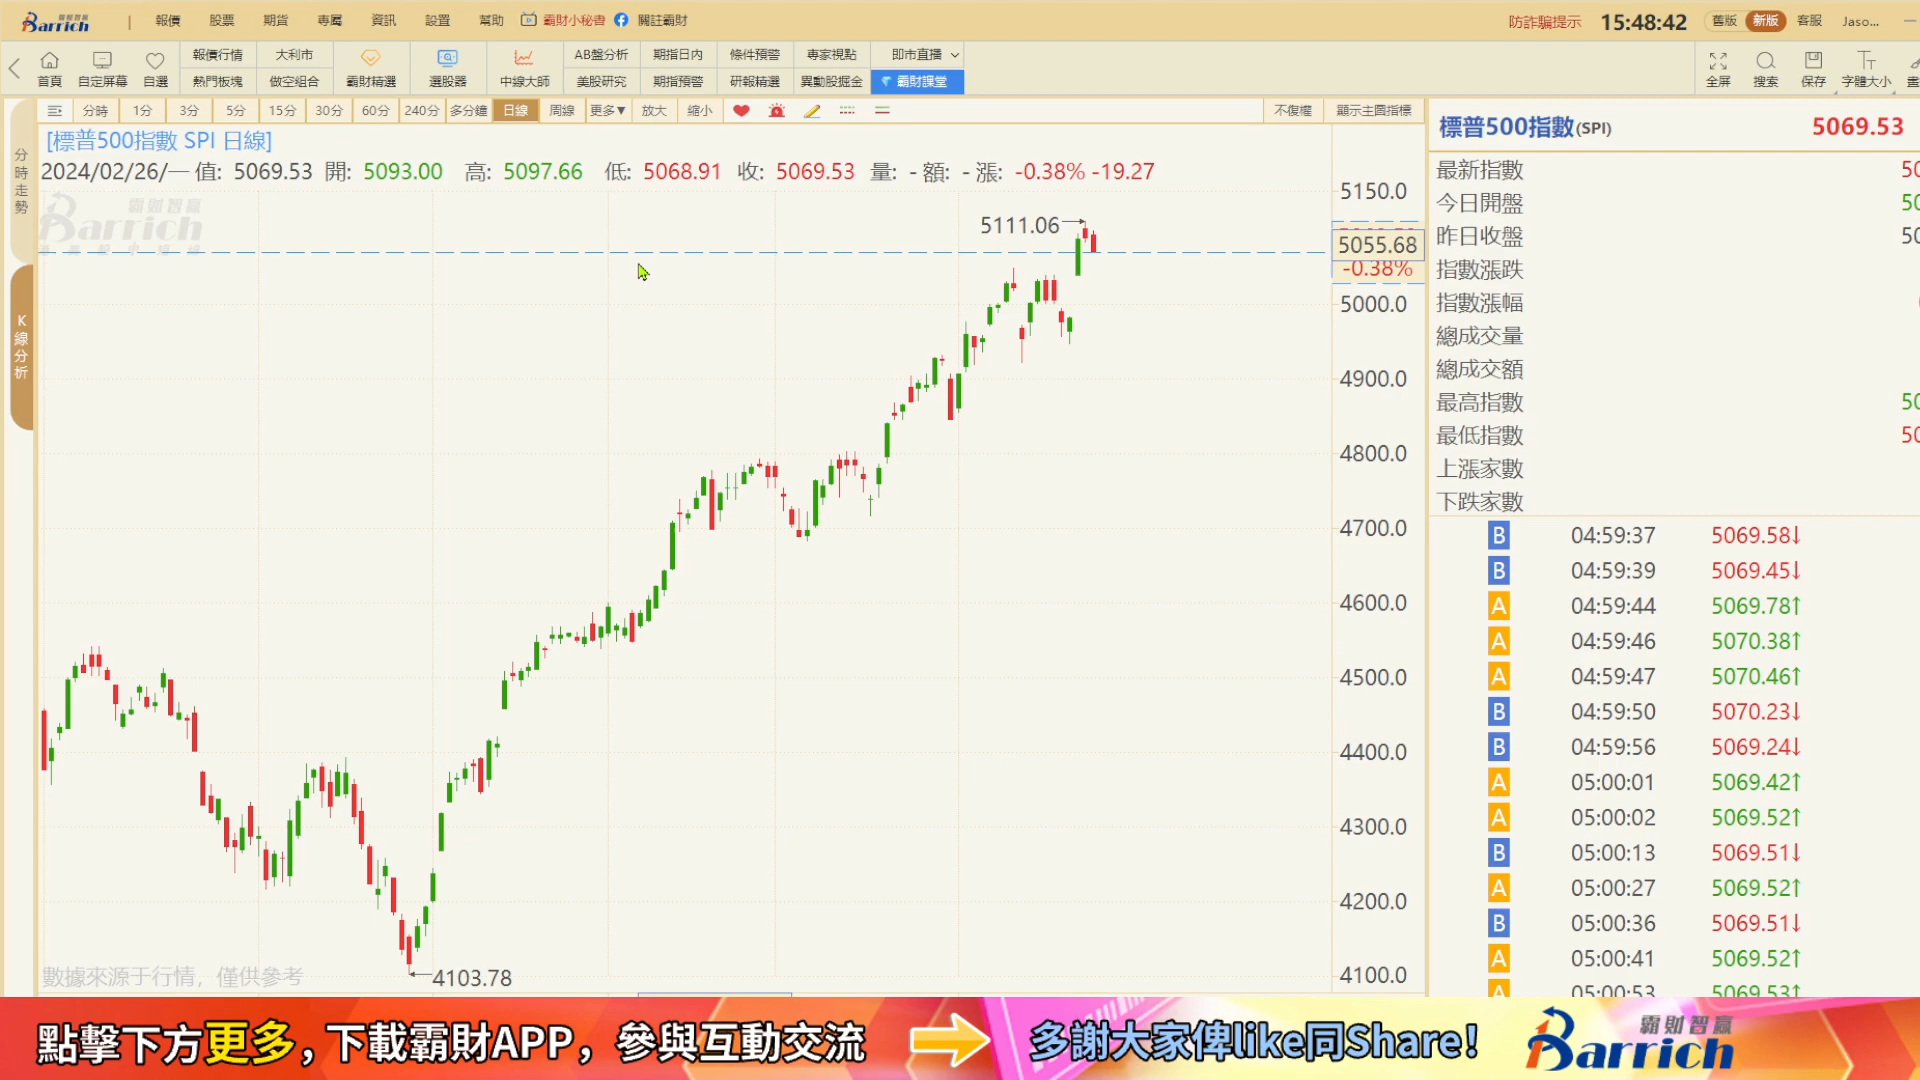 Barrich | 報價 股票 期貨 專屬 資訊 設置 幫助 霸財小秘書 關註霸財 防詐騙提示 15:48:42 舊版 新版 客服 Jaso...
報價行情 大利市 AB盤分析 期指日內 條件預警 專家視點 即市直播
首頁 自定屏幕 自選 熱門板塊 做空組合 霸財精選 選股器 中線大師 美股研究 期指預警 研報精選 異動股掘金 霸財課堂 全屏 搜索 保存 字體大小
分時 1分 3分 5分 15分 30分 60分 240分 多分鐘 日線 周線 更多▼ 放大 縮小 不復權 顯示主圖指標
分時走勢
K線分析
[標普500指數 SPI 日線]
2024/02/26/一 值: 5069.53 開: 5093.00 高: 5097.66 低: 5068.91 收: 5069.53 量: - 額: - 漲: -0.38% -19.27
霸財智贏
Barrich
5111.06
4103.78
5150.0
5055.68
-0.38%
5000.0
4900.0
4800.0
4700.0
4600.0
4500.0
4400.0
4300.0
4200.0
4100.0
數據來源于行情，僅供參考
標普500指數(SPI) 5069.53
最新指數 50
今日開盤 50
昨日收盤 50
指數漲跌
指數漲幅
總成交量
總成交額
最高指數 50
最低指數 50
上漲家數
下跌家數
B 04:59:37 5069.58↓
B 04:59:39 5069.45↓
A 04:59:44 5069.78↑
A 04:59:46 5070.38↑
A 04:59:47 5070.46↑
B 04:59:50 5070.23↓
B 04:59:56 5069.24↓
A 05:00:01 5069.42↑
A 05:00:02 5069.52↑
B 05:00:13 5069.51↓
A 05:00:27 5069.52↑
B 05:00:36 5069.51↓
A 05:00:41 5069.52↑
A 05:00:53 5069.53↑
點擊下方更多，下載霸財APP，參與互動交流 多謝大家俾like同Share!
霸財智贏
Barrich